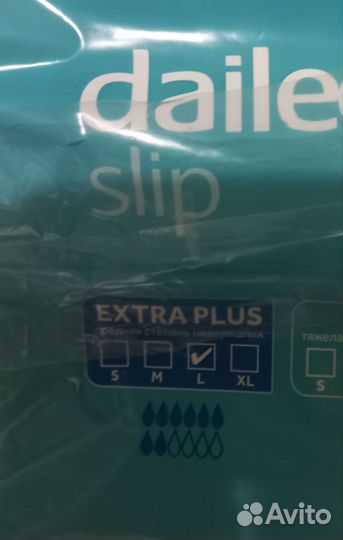 daile
slip
EXTRA PLUS
средняя степень недержания
S M L XL
тяжела
S
Avito